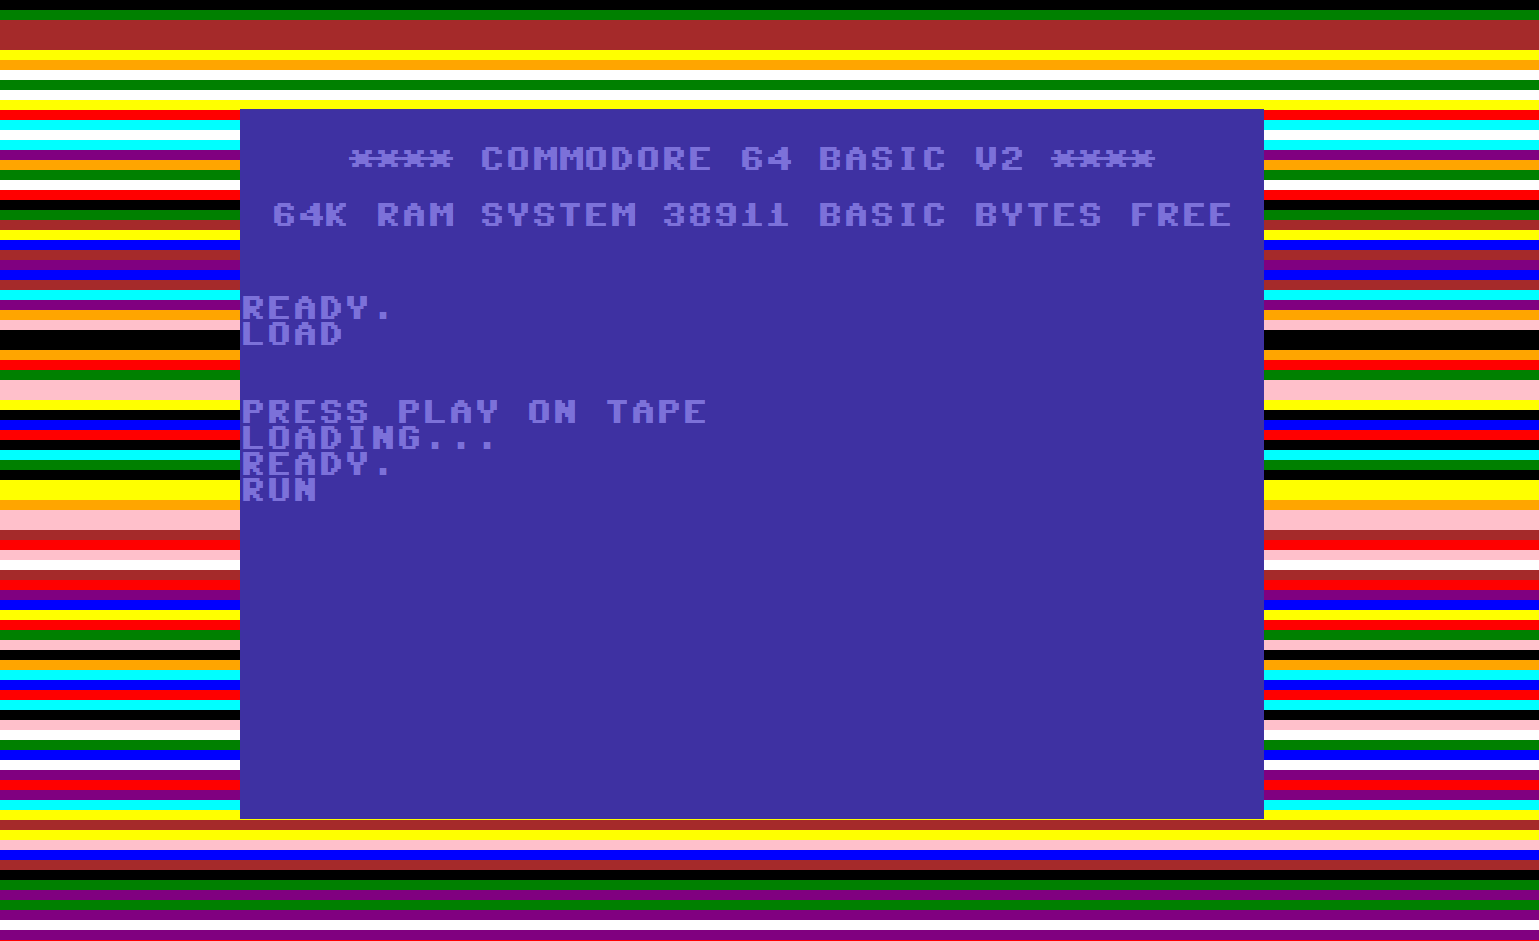 **** COMMODORE 64 BASIC V2 ****
64K RAM SYSTEM 38911 BASIC BYTES FREE
READY.
LOAD
PRESS PLAY ON TAPE
LOADING...
READY.
RUN